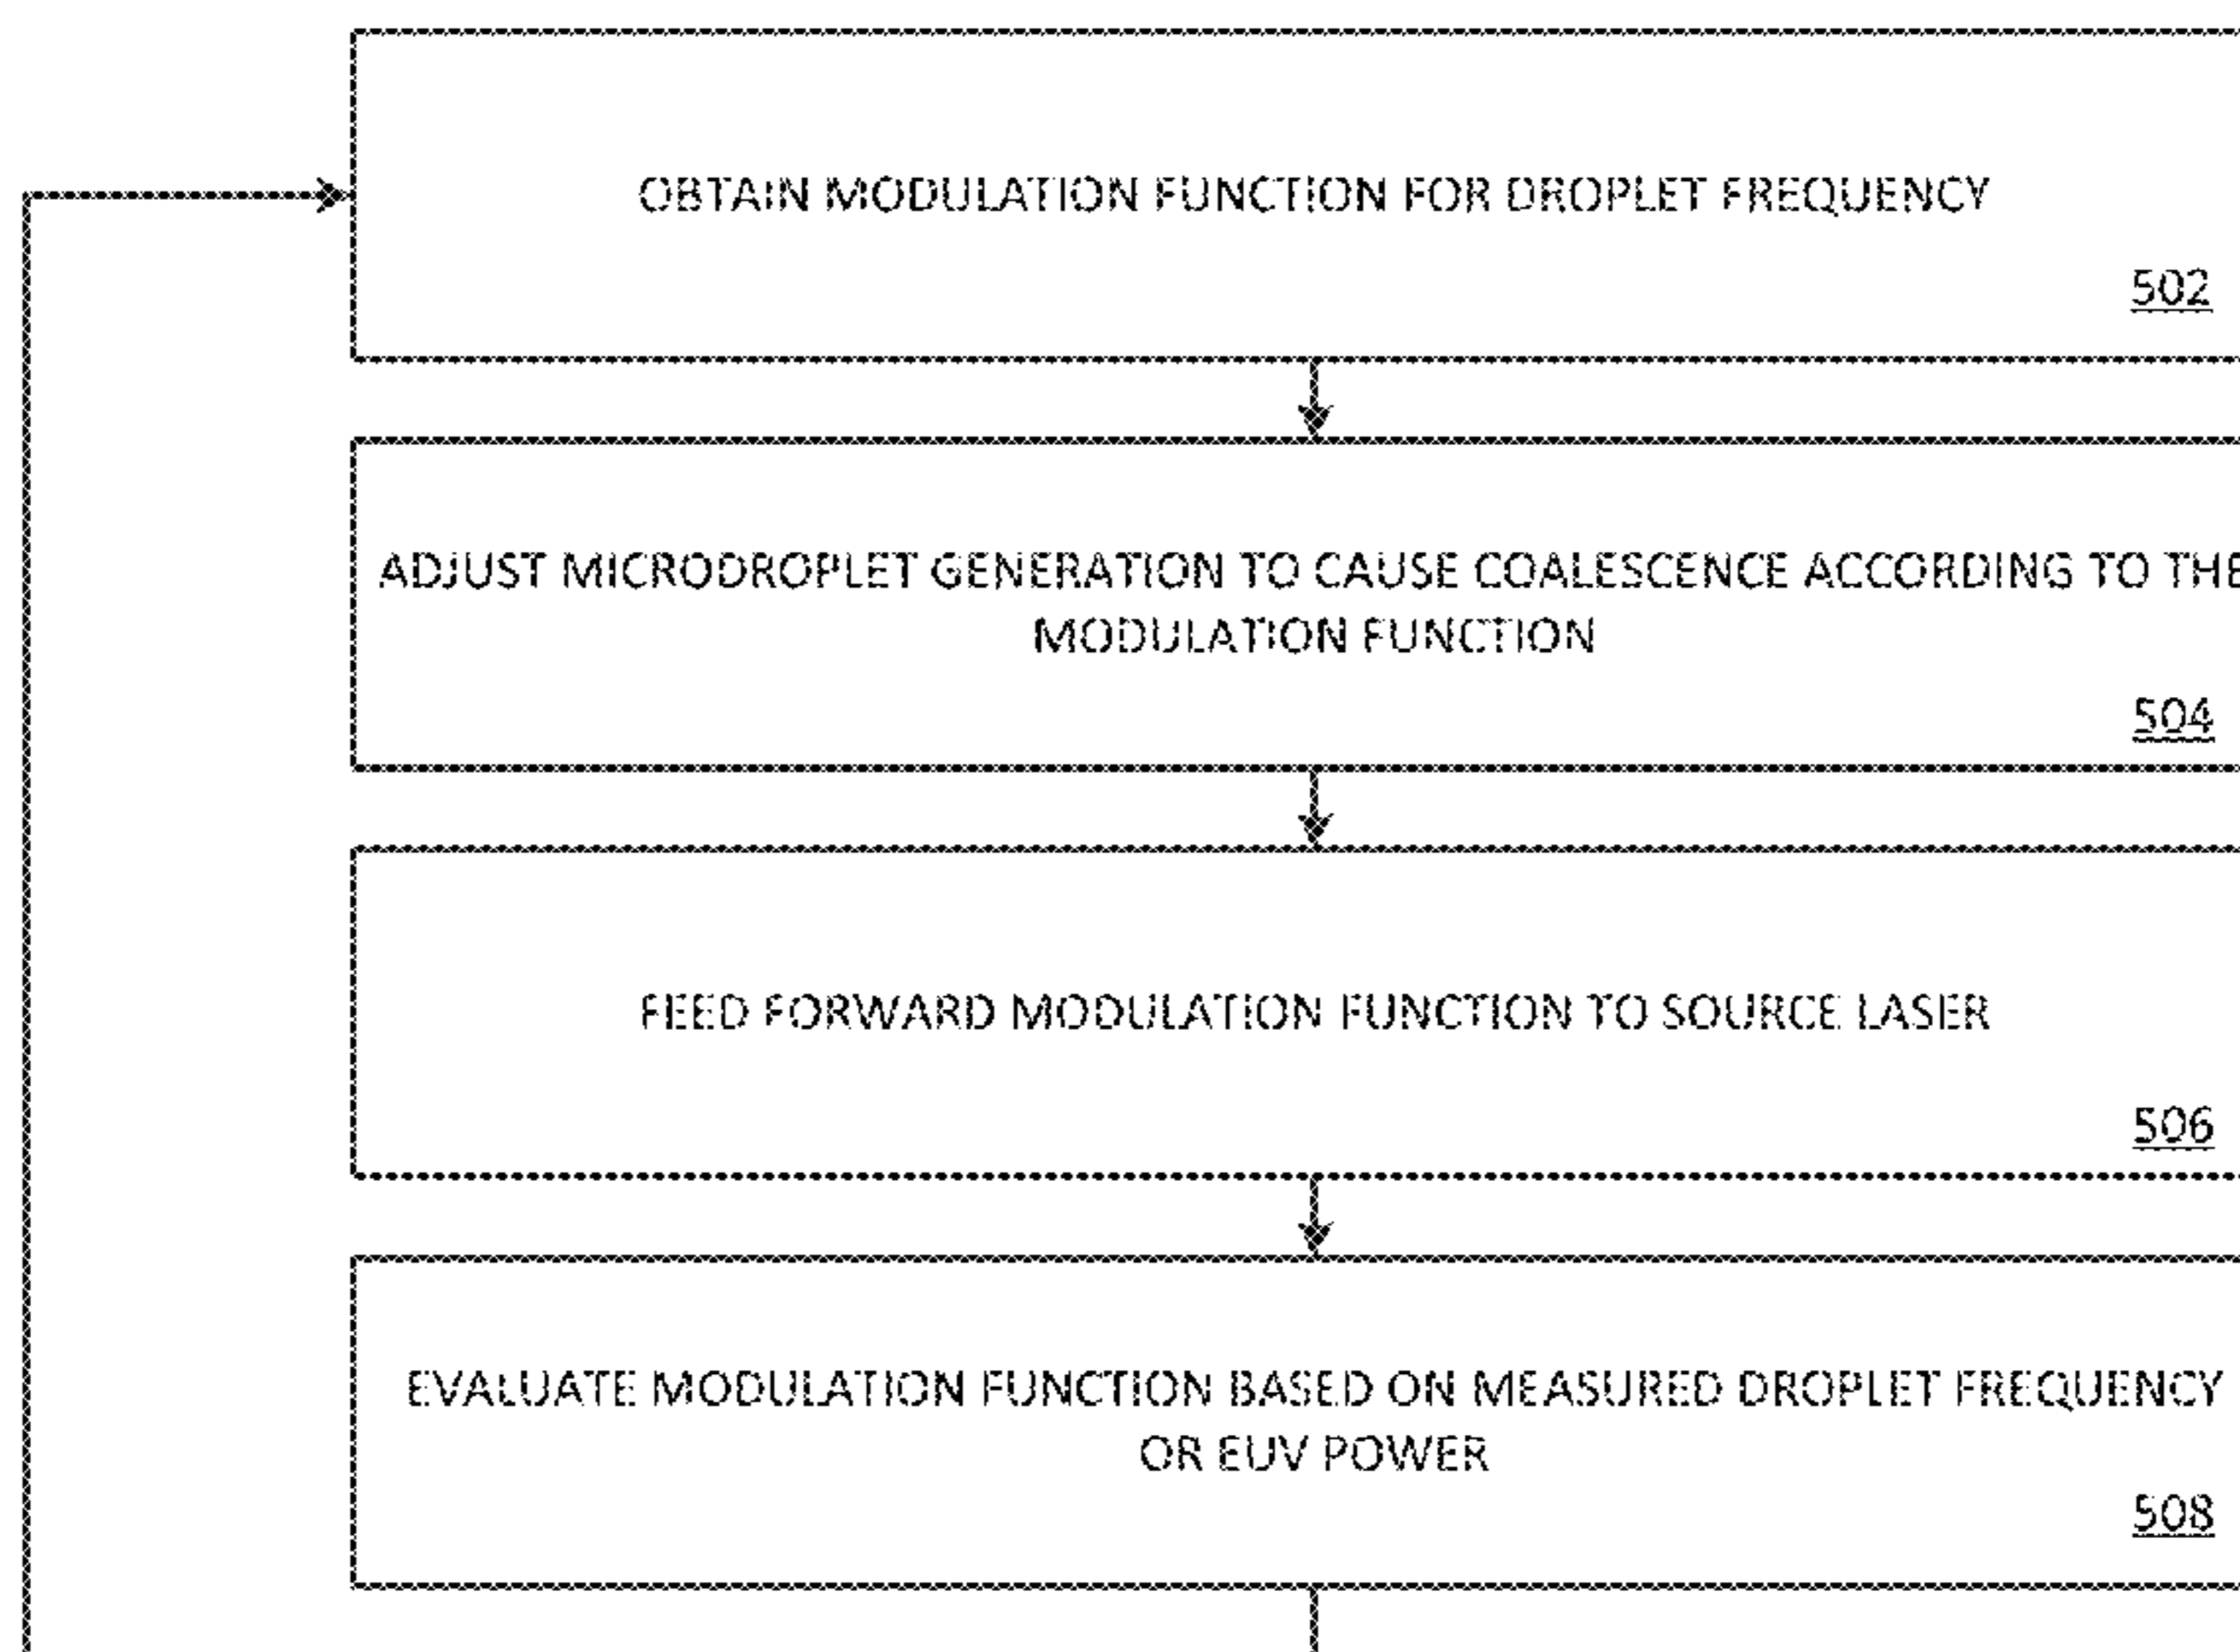 OBTAIN MODULATION FUNCTION FOR DROPLET FREQUENCY
502
ADJUST MICRODROPLET GENERATION TO CAUSE COALESCENCE ACCORDING TO THE
MODULATION FUNCTION
504
FEED FORWARD MODULATION FUNCTION TO SOURCE LASER
506
EVALUATE MODULATION FUNCTION BASED ON MEASURED DROPLET FREQUENCY
OR EUV POWER
508